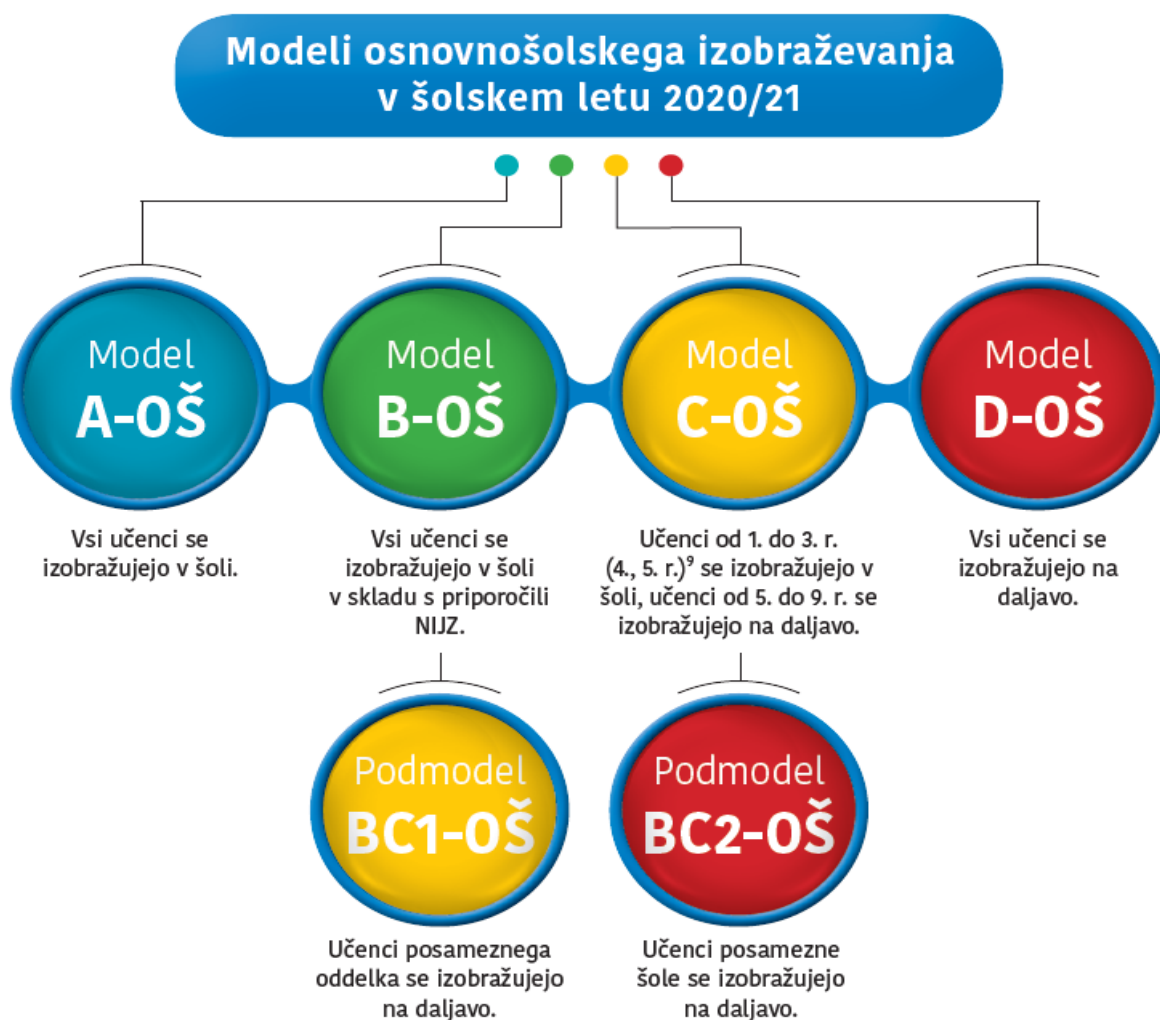 Modeli osnovnošolskega izobraževanja
v šolskem letu 2020/21
Model
A-OŠ
Vsi učenci se
izobražujejo v šoli.
Model
B-OŠ
Vsi učenci se
izobražujejo v šoli
v skladu s priporočili
NIJZ.
Model
C-OŠ
Učenci od 1. do 3. r.
(4., 5. r.)⁹ se izobražujejo v
šoli, učenci od 5. do 9. r. se
izobražujejo na daljavo.
Model
D-OŠ
Vsi učenci se
izobražujejo na
daljavo.
Podmodel
BC1-OŠ
Učenci posameznega
oddelka se izobražujejo
na daljavo.
Podmodel
BC2-OŠ
Učenci posamezne
šole se izobražujejo
na daljavo.